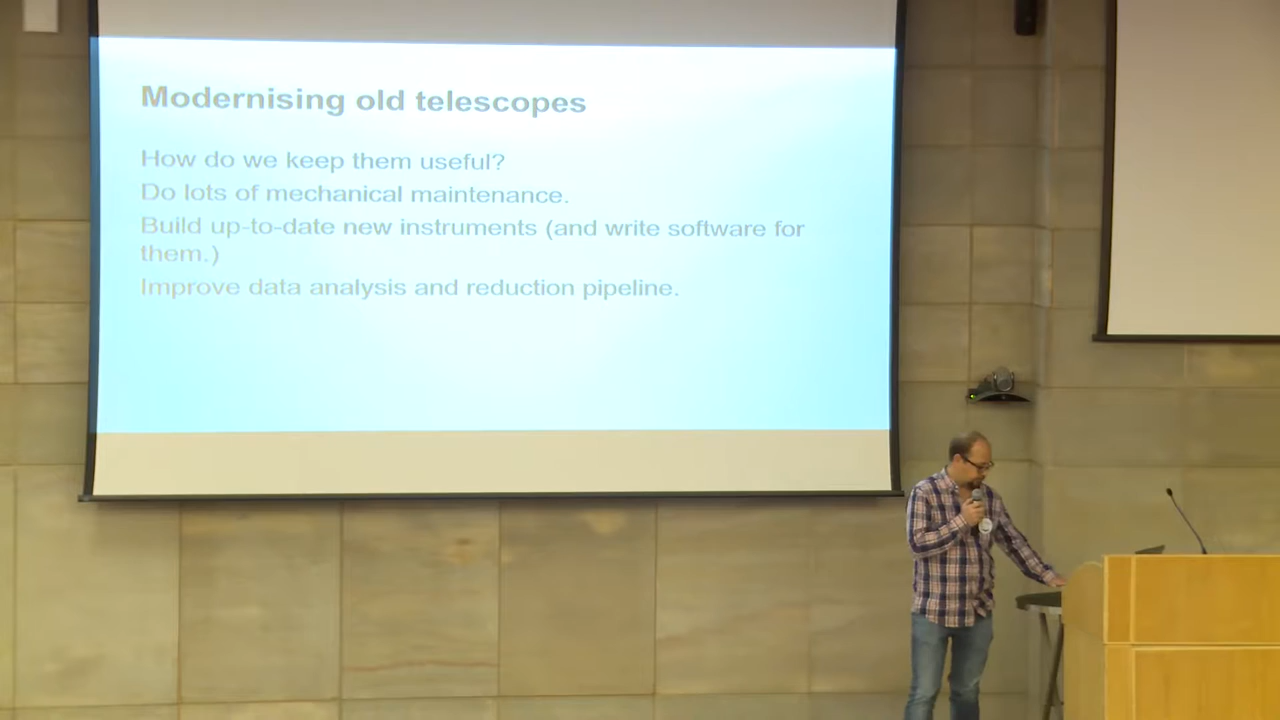 Modernising old telescopes
How do we keep them useful?
Do lots of mechanical maintenance.
Build up-to-date new instruments (and write software for
them.)
Improve data analysis and reduction pipeline.